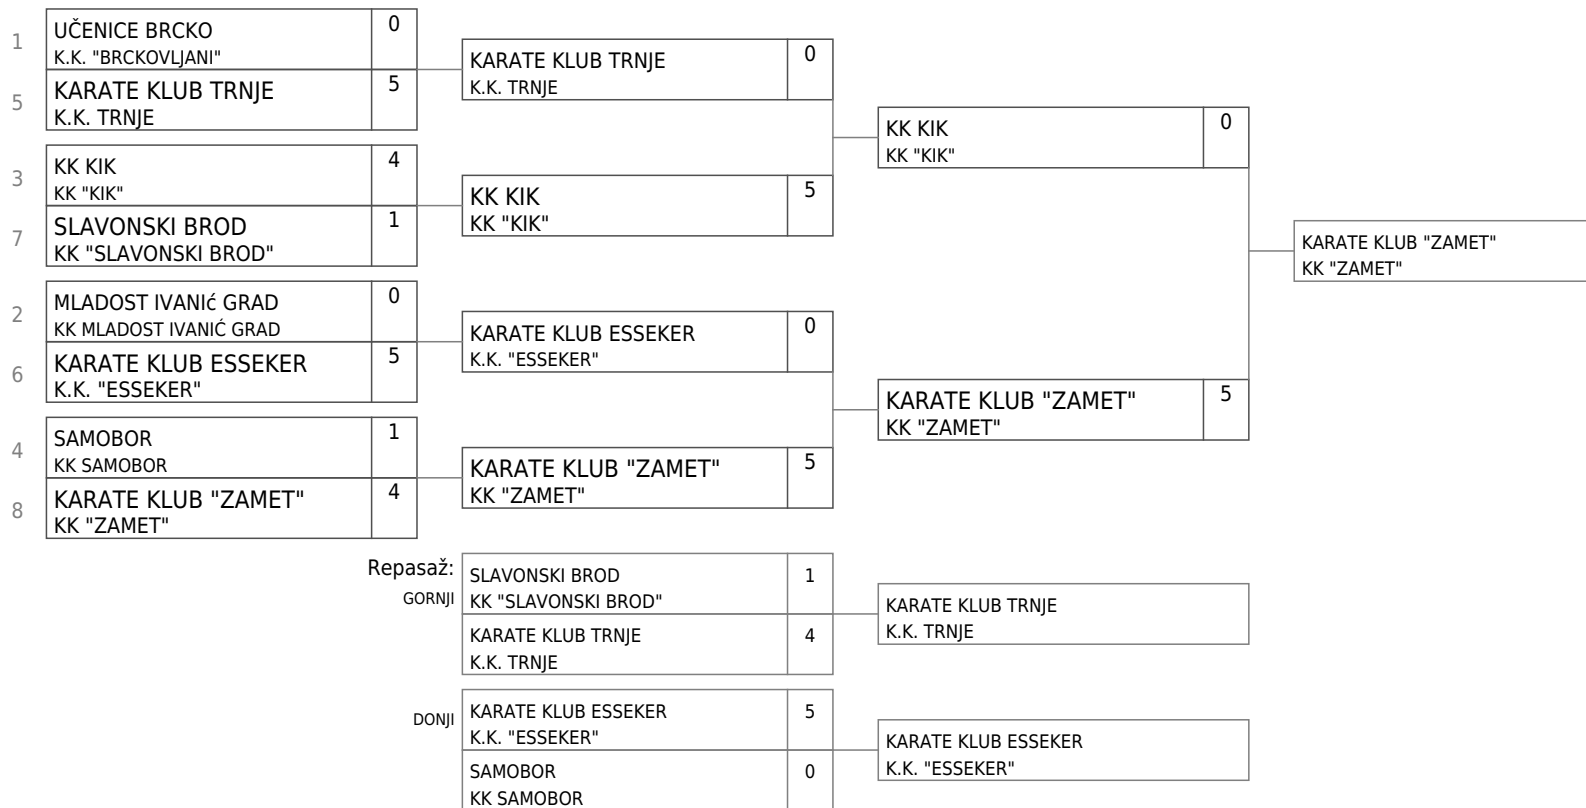 1
UČENICE BRCKO
0
K.K. "BRCKOVLJANI"
5
KARATE KLUB TRNJE
5
K.K. TRNJE
3
KK KIK
4
KK "KIK"
7
SLAVONSKI BROD
1
KK "SLAVONSKI BROD"
2
MLADOST IVANIć GRAD
0
KK MLADOST IVANIĆ GRAD
6
KARATE KLUB ESSEKER
5
K.K. "ESSEKER"
4
SAMOBOR
1
KK SAMOBOR
8
KARATE KLUB "ZAMET"
4
KK "ZAMET"
KARATE KLUB TRNJE
0
K.K. TRNJE
KK KIK
5
KK "KIK"
KARATE KLUB ESSEKER
0
K.K. "ESSEKER"
KARATE KLUB "ZAMET"
5
KK "ZAMET"
KK KIK
0
KK "KIK"
KARATE KLUB "ZAMET"
5
KK "ZAMET"
KARATE KLUB "ZAMET"
KK "ZAMET"
Repasaž:
GORNJI
SLAVONSKI BROD
1
KK "SLAVONSKI BROD"
KARATE KLUB TRNJE
4
K.K. TRNJE
KARATE KLUB TRNJE
K.K. TRNJE
DONJI
KARATE KLUB ESSEKER
5
K.K. "ESSEKER"
SAMOBOR
0
KK SAMOBOR
KARATE KLUB ESSEKER
K.K. "ESSEKER"